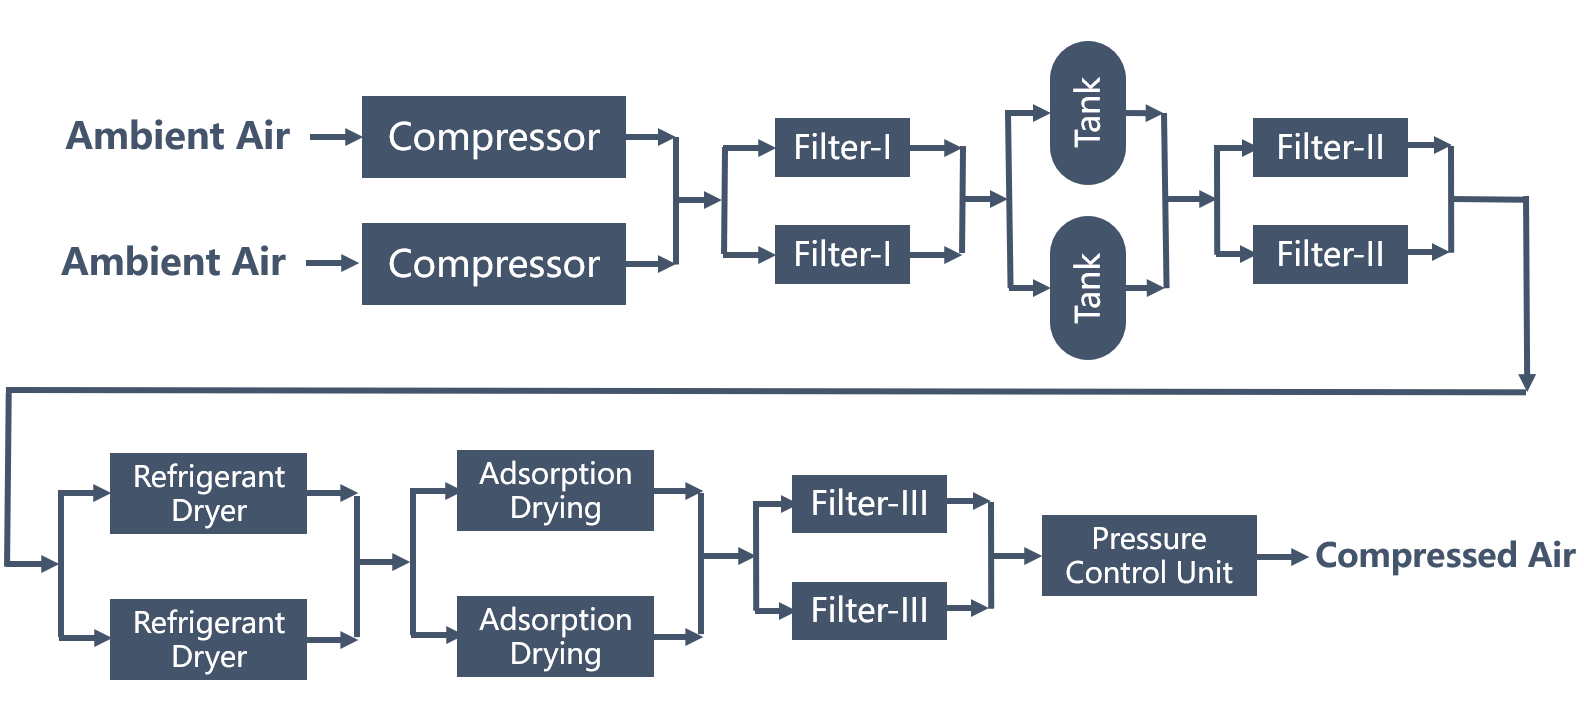 Ambient Air
Compressor
Ambient Air
Compressor
Filter-I
Filter-I
Tank
Tank
Filter-II
Filter-II
Refrigerant
Dryer
Refrigerant
Dryer
Adsorption
Drying
Adsorption
Drying
Filter-III
Filter-III
Pressure
Control Unit
Compressed Air